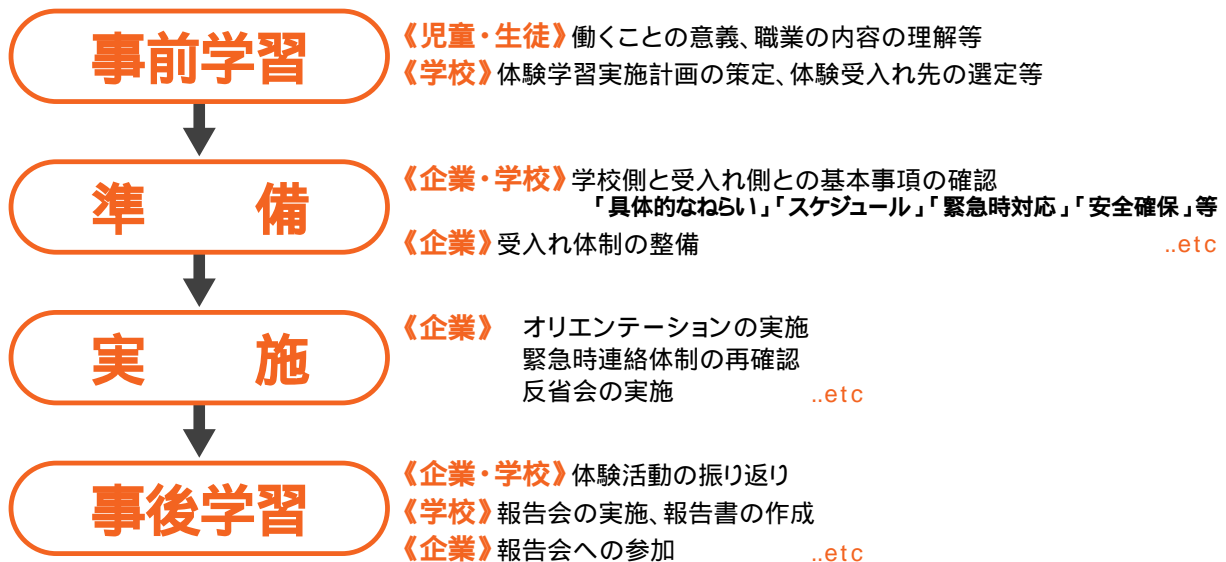 事前学習
《児童・生徒》働くことの意義、職業の内容の理解等
《学校》体験学習実施計画の策定、体験受入れ先の選定等
準　備
《企業・学校》学校側と受入れ側との基本事項の確認
「具体的なねらい」「スケジュール」「緊急時対応」「安全確保」等
《企業》受入れ体制の整備 ..etc
実　施
《企業》 オリエンテーションの実施
緊急時連絡体制の再確認
反省会の実施 ..etc
事後学習
《企業・学校》体験活動の振り返り
《学校》報告会の実施、報告書の作成
《企業》報告会への参加 ..etc